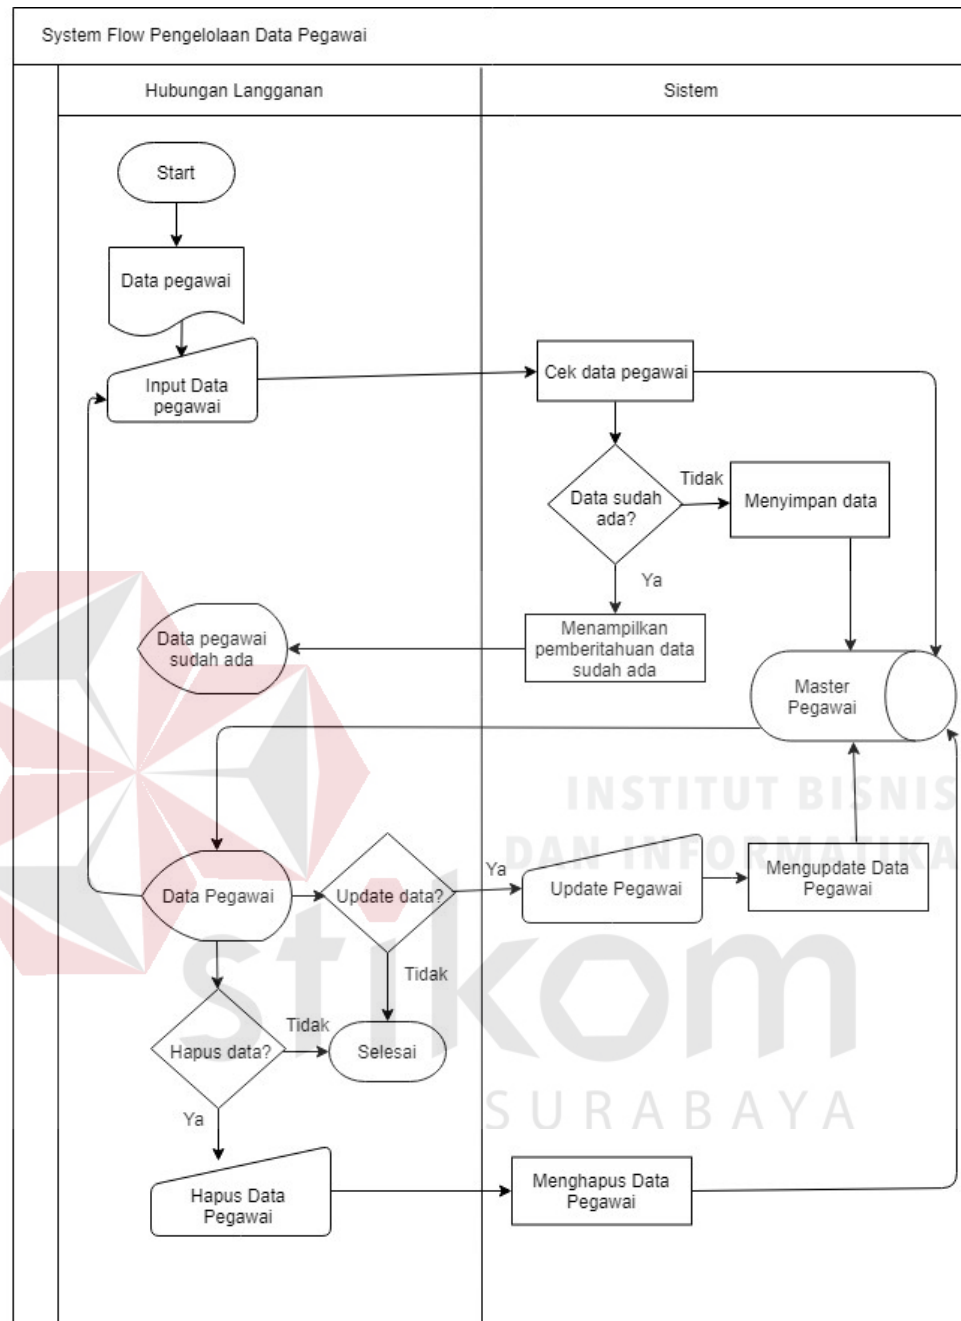 System Flow Pengelolaan Data Pegawai
Hubungan Langganan
Sistem
Start
Data pegawai
Input Data
pegawai
Cek data pegawai
Data sudah
ada?
Tidak
Menyimpan data
Ya
Menampilkan
pemberitahuan data
sudah ada
Data pegawai
sudah ada
Master
Pegawai
INSTITUT BISNIS
DAN INFORMATIKA
Data Pegawai
Update data?
Ya
Update Pegawai
Mengupdate Data
Pegawai
Tidak
stikom
Hapus data?
Tidak
Selesai
SURABAYA
Ya
Hapus Data
Pegawai
Menghapus Data
Pegawai